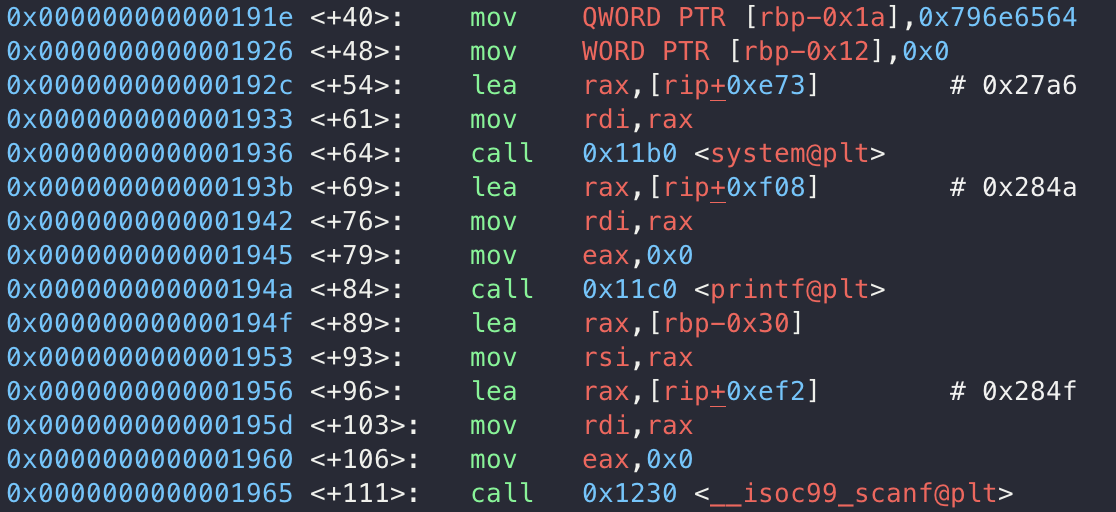 0x000000000000191e <+40>: mov QWORD PTR [rbp-0x1a],0x796e6564
0x0000000000001926 <+48>: mov WORD PTR [rbp-0x12],0x0
0x000000000000192c <+54>: lea rax,[rip+0xe73] # 0x27a6
0x0000000000001933 <+61>: mov rdi,rax
0x0000000000001936 <+64>: call 0x11b0 <system@plt>
0x000000000000193b <+69>: lea rax,[rip+0xf08] # 0x284a
0x0000000000001942 <+76>: mov rdi,rax
0x0000000000001945 <+79>: mov eax,0x0
0x000000000000194a <+84>: call 0x11c0 <printf@plt>
0x000000000000194f <+89>: lea rax,[rbp-0x30]
0x0000000000001953 <+93>: mov rsi,rax
0x0000000000001956 <+96>: lea rax,[rip+0xef2] # 0x284f
0x000000000000195d <+103>: mov rdi,rax
0x0000000000001960 <+106>: mov eax,0x0
0x0000000000001965 <+111>: call 0x1230 <__isoc99_scanf@plt>